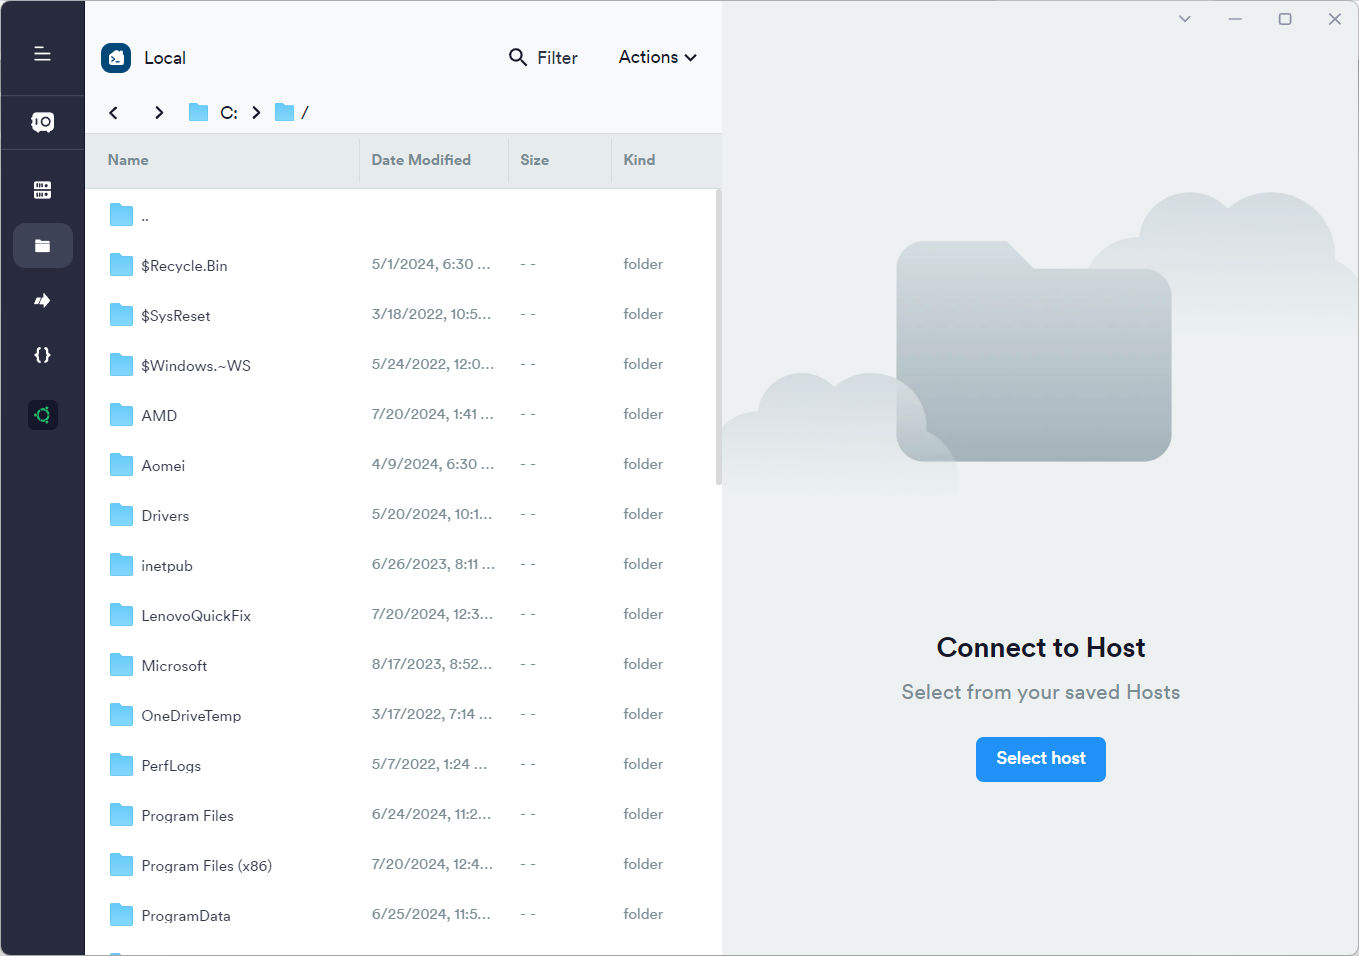 Local
Filter
Actions
C:
/
Name Date Modified Size Kind
..
$Recycle.Bin 5/1/2024, 6:30 ... - - folder
$SysReset 3/18/2022, 10:5... - - folder
$Windows.~WS 5/24/2022, 12:0... - - folder
AMD 7/20/2024, 1:41 ... - - folder
Aomei 4/9/2024, 6:30 ... - - folder
Drivers 5/20/2024, 10:1... - - folder
inetpub 6/26/2023, 8:11 ... - - folder
LenovoQuickFix 7/20/2024, 12:3... - - folder
Microsoft 8/17/2023, 8:52... - - folder
OneDriveTemp 3/17/2022, 7:14 ... - - folder
PerfLogs 5/7/2022, 1:24 ... - - folder
Program Files 6/24/2024, 11:2... - - folder
Program Files (x86) 7/20/2024, 12:4... - - folder
ProgramData 6/25/2024, 11:5... - - folder
Connect to Host
Select from your saved Hosts
Select host